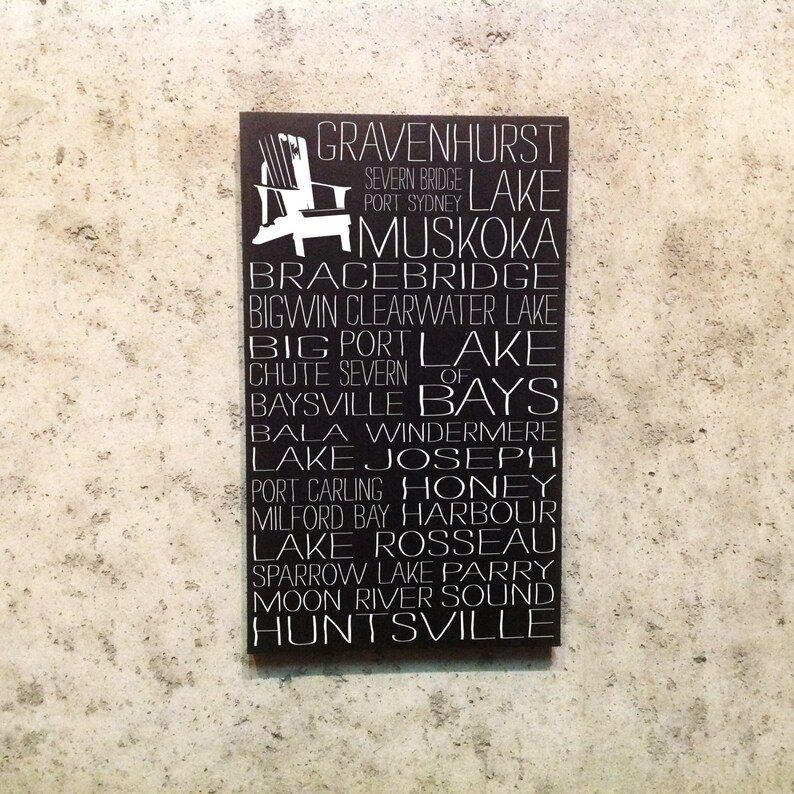 GRAVENHURST
SEVERN BRIDGE
PORT SYDNEY
LAKE
MUSKOKA
BRACEBRIDGE
BIGWIN CLEARWATER LAKE
BIG PORT
CHUTE SEVERN
LAKE
OF
BAYS
BAYSVILLE
BALA WINDERMERE
LAKE JOSEPH
PORT CARLING
MILFORD BAY
HONEY
HARBOUR
LAKE ROSSEAU
SPARROW LAKE
MOON RIVER
PARRY
SOUND
HUNTSVILLE